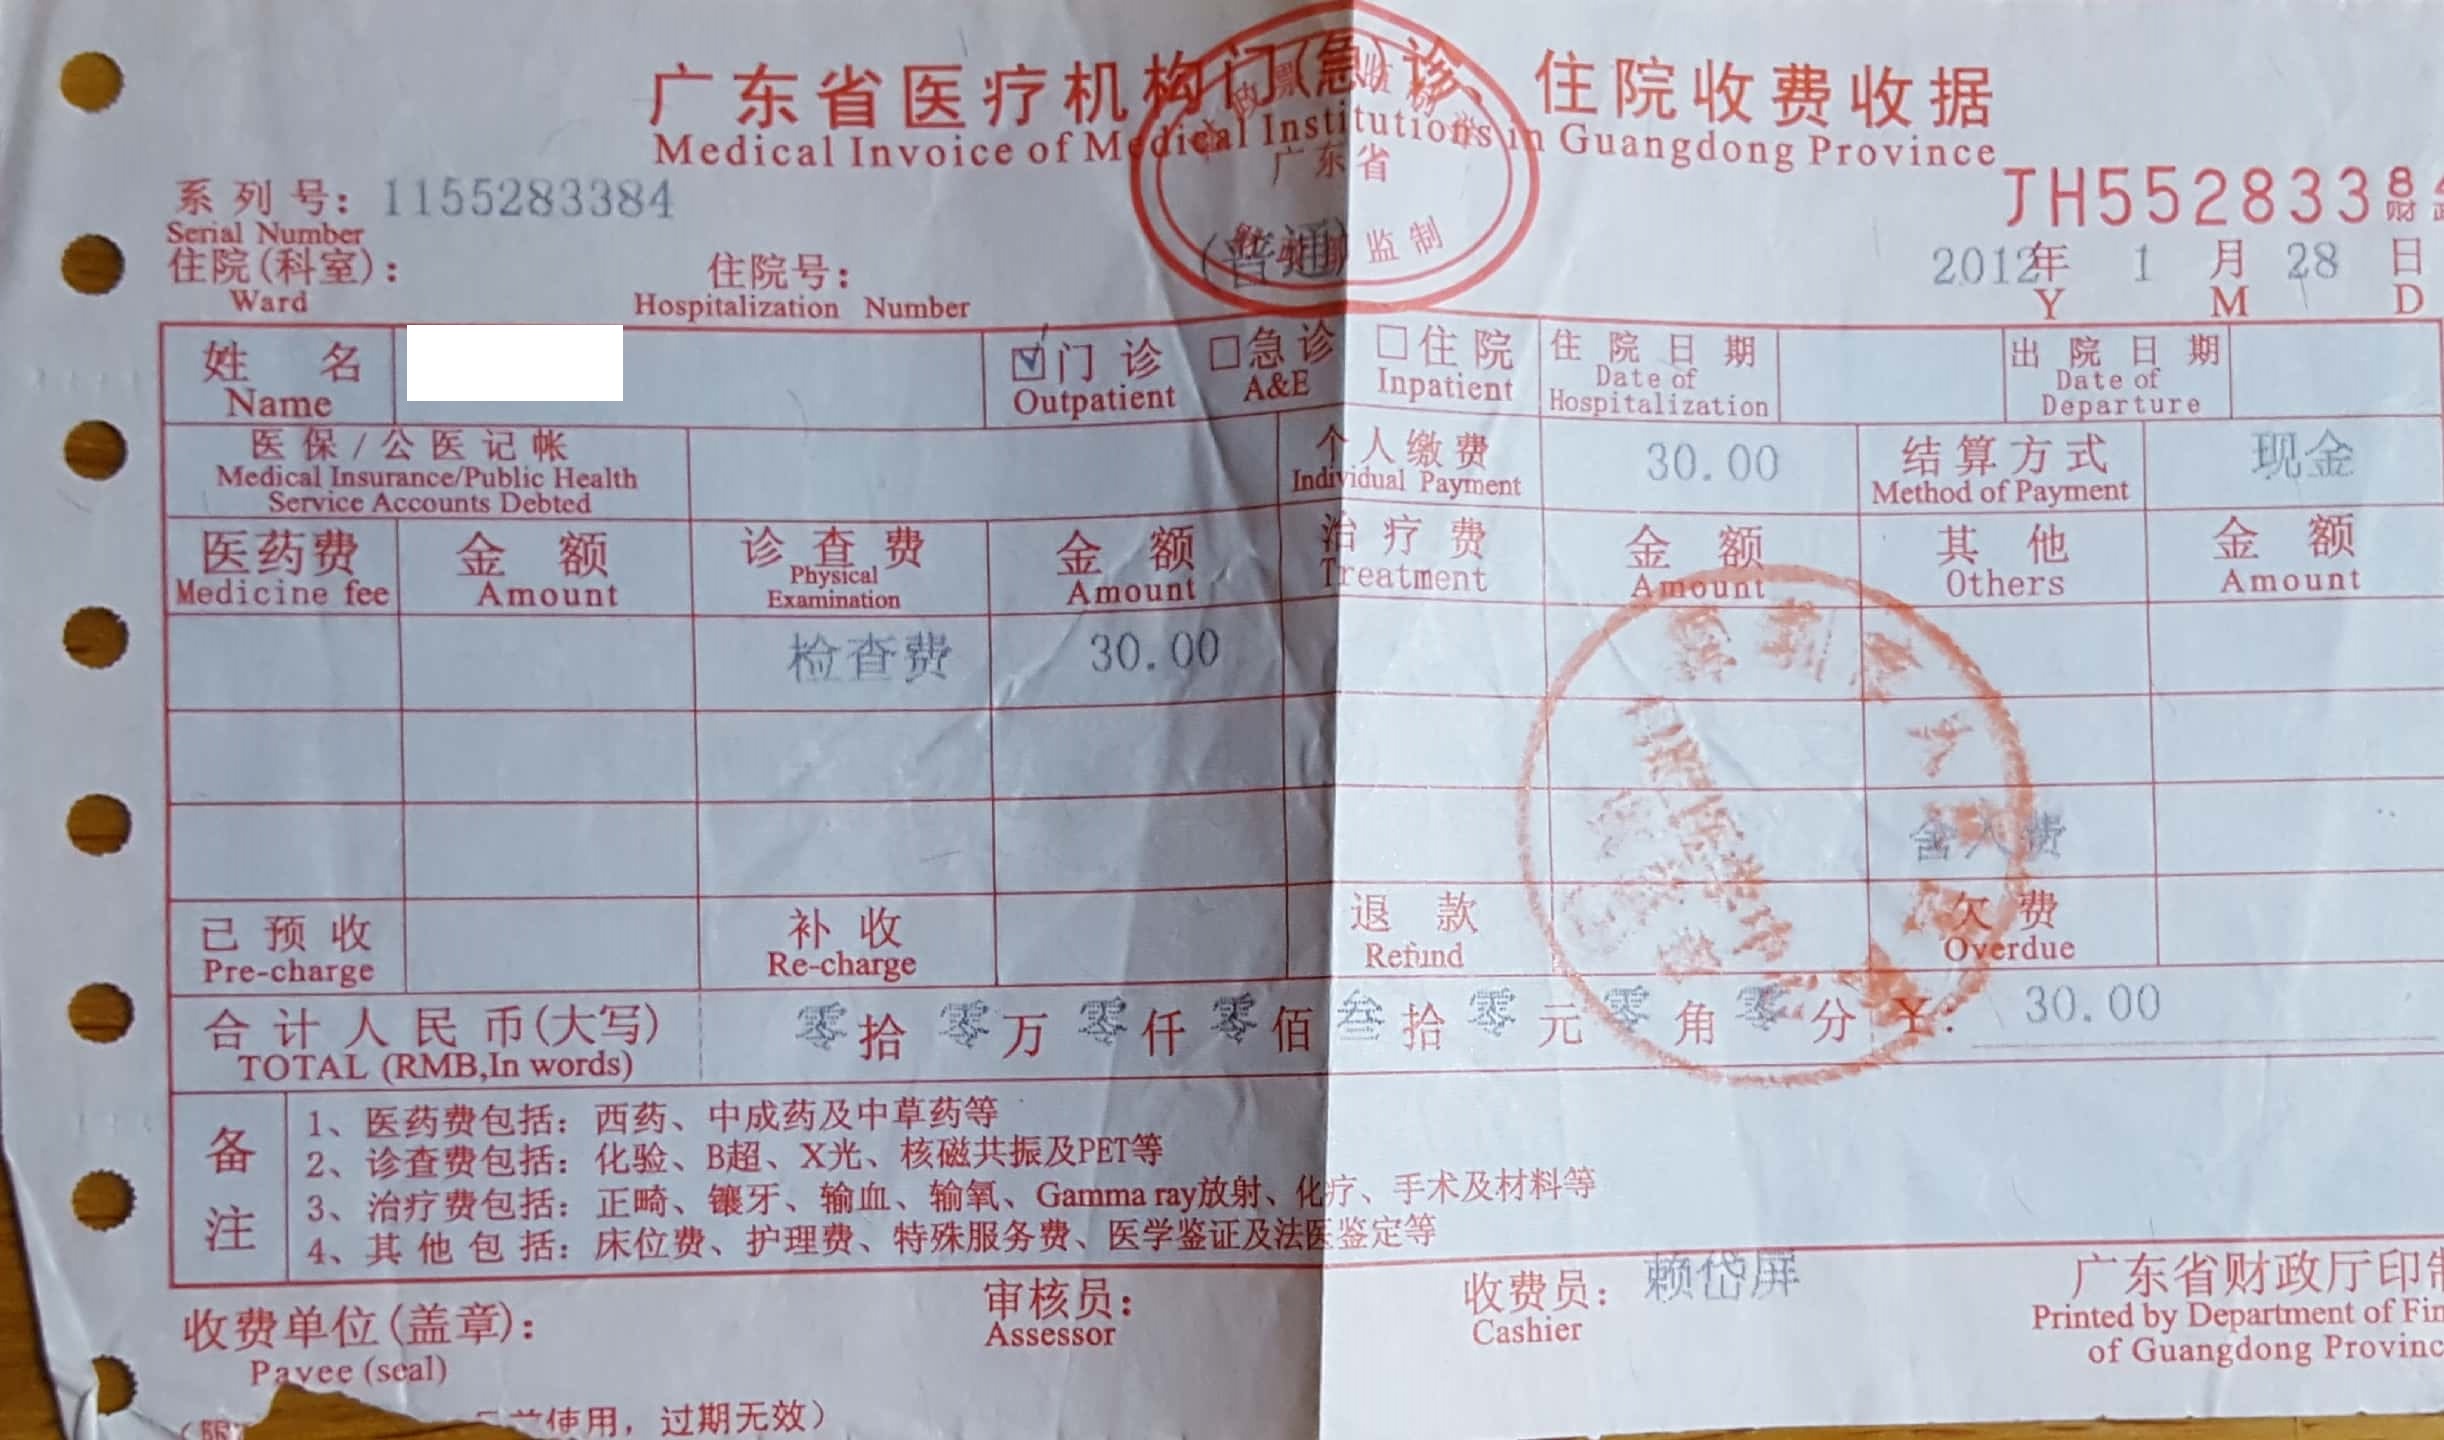 广东省医疗机构门(急)诊、住院收费收据
Medical Invoice of Medical Institutions in Guangdong Province
广东省
监制
系列号: 1155283384
Serial Number
JH55283384
住院(科室):
Ward
住院号:
Hospitalization Number
(普通)
2012年 1 月 28 日
Y M D
姓名
Name
☑门诊 □急诊 □住院
Outpatient A&E Inpatient
住院日期
Date of
Hospitalization
出院日期
Date of
Departure
医保/公医记帐
Medical Insurance/Public Health
Service Accounts Debted
个人缴费
Individual Payment
30.00
结算方式
Method of Payment
现金
医药费 金额 诊查费 金额 治疗费 金额 其他 金额
Medicine fee Amount Physical Examination Amount Treatment Amount Others Amount
检查费 30.00
舍入费
已预收 补收 退款 欠费
Pre-charge Re-charge Refund Overdue
合计人民币(大写) 零拾零万零仟零佰叁拾零元零角零分 ¥: 30.00
TOTAL (RMB,In words)
备注
1、医药费包括: 西药、中成药及中草药等
2、诊查费包括: 化验、B超、X光、核磁共振及PET等
3、治疗费包括: 正畸、镶牙、输血、输氧、Gamma ray放射、化疗、手术及材料等
4、其他包括: 床位费、护理费、特殊服务费、医学鉴证及法医鉴定等
收费单位(盖章):
Payee (seal)
审核员:
Assessor
收费员: 赖岱屏
Cashier
广东省财政厅印制
Printed by Department of Fin
of Guangdong Provinc
前使用，过期无效)